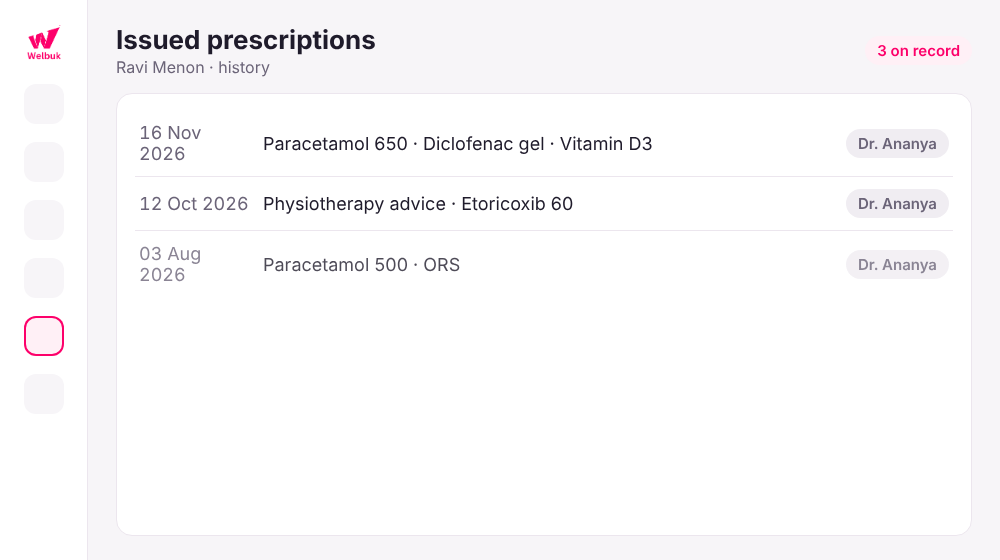 Welbuk
Issued prescriptions
Ravi Menon · history
3 on record
16 Nov
2026
Paracetamol 650 · Diclofenac gel · Vitamin D3
Dr. Ananya
12 Oct 2026
Physiotherapy advice · Etoricoxib 60
Dr. Ananya
03 Aug
2026
Paracetamol 500 · ORS
Dr. Ananya